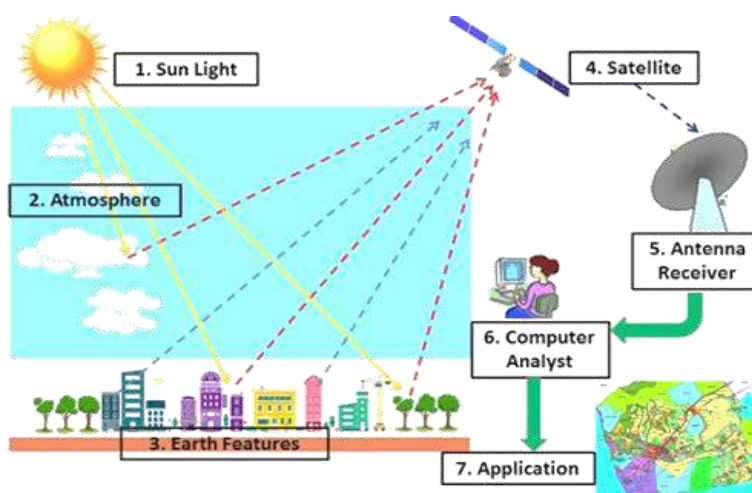 1. Sun Light
4. Satellite
2. Atmosphere
5. Antenna
Receiver
6. Computer
Analyst
3. Earth Features
7. Application